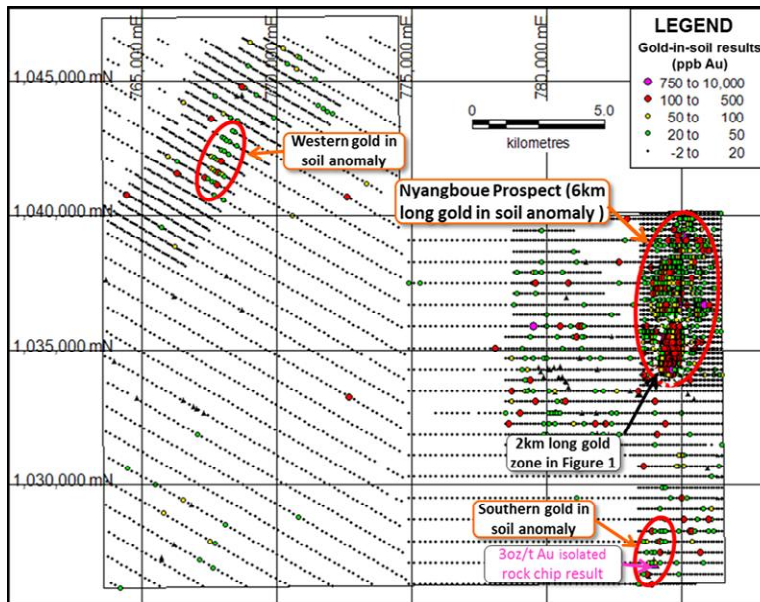 765,000 mE
770,000 mE
775,000 mE
780,000 mE
LEGEND
Gold-in-soil results
(ppb Au)
750 to 10,000
100 to 500
50 to 100
20 to 50
-2 to 20
1,045,000 mN
0 5.0
kilometres
Western gold in
soil anomaly
Nyangboue Prospect (6km
long gold in soil anomaly )
1,040,000 mN
1,035,000 mN
2km long gold
zone in Figure 1
1,030,000 mN
Southern gold in
soil anomaly
3oz/t Au isolated
rock chip result